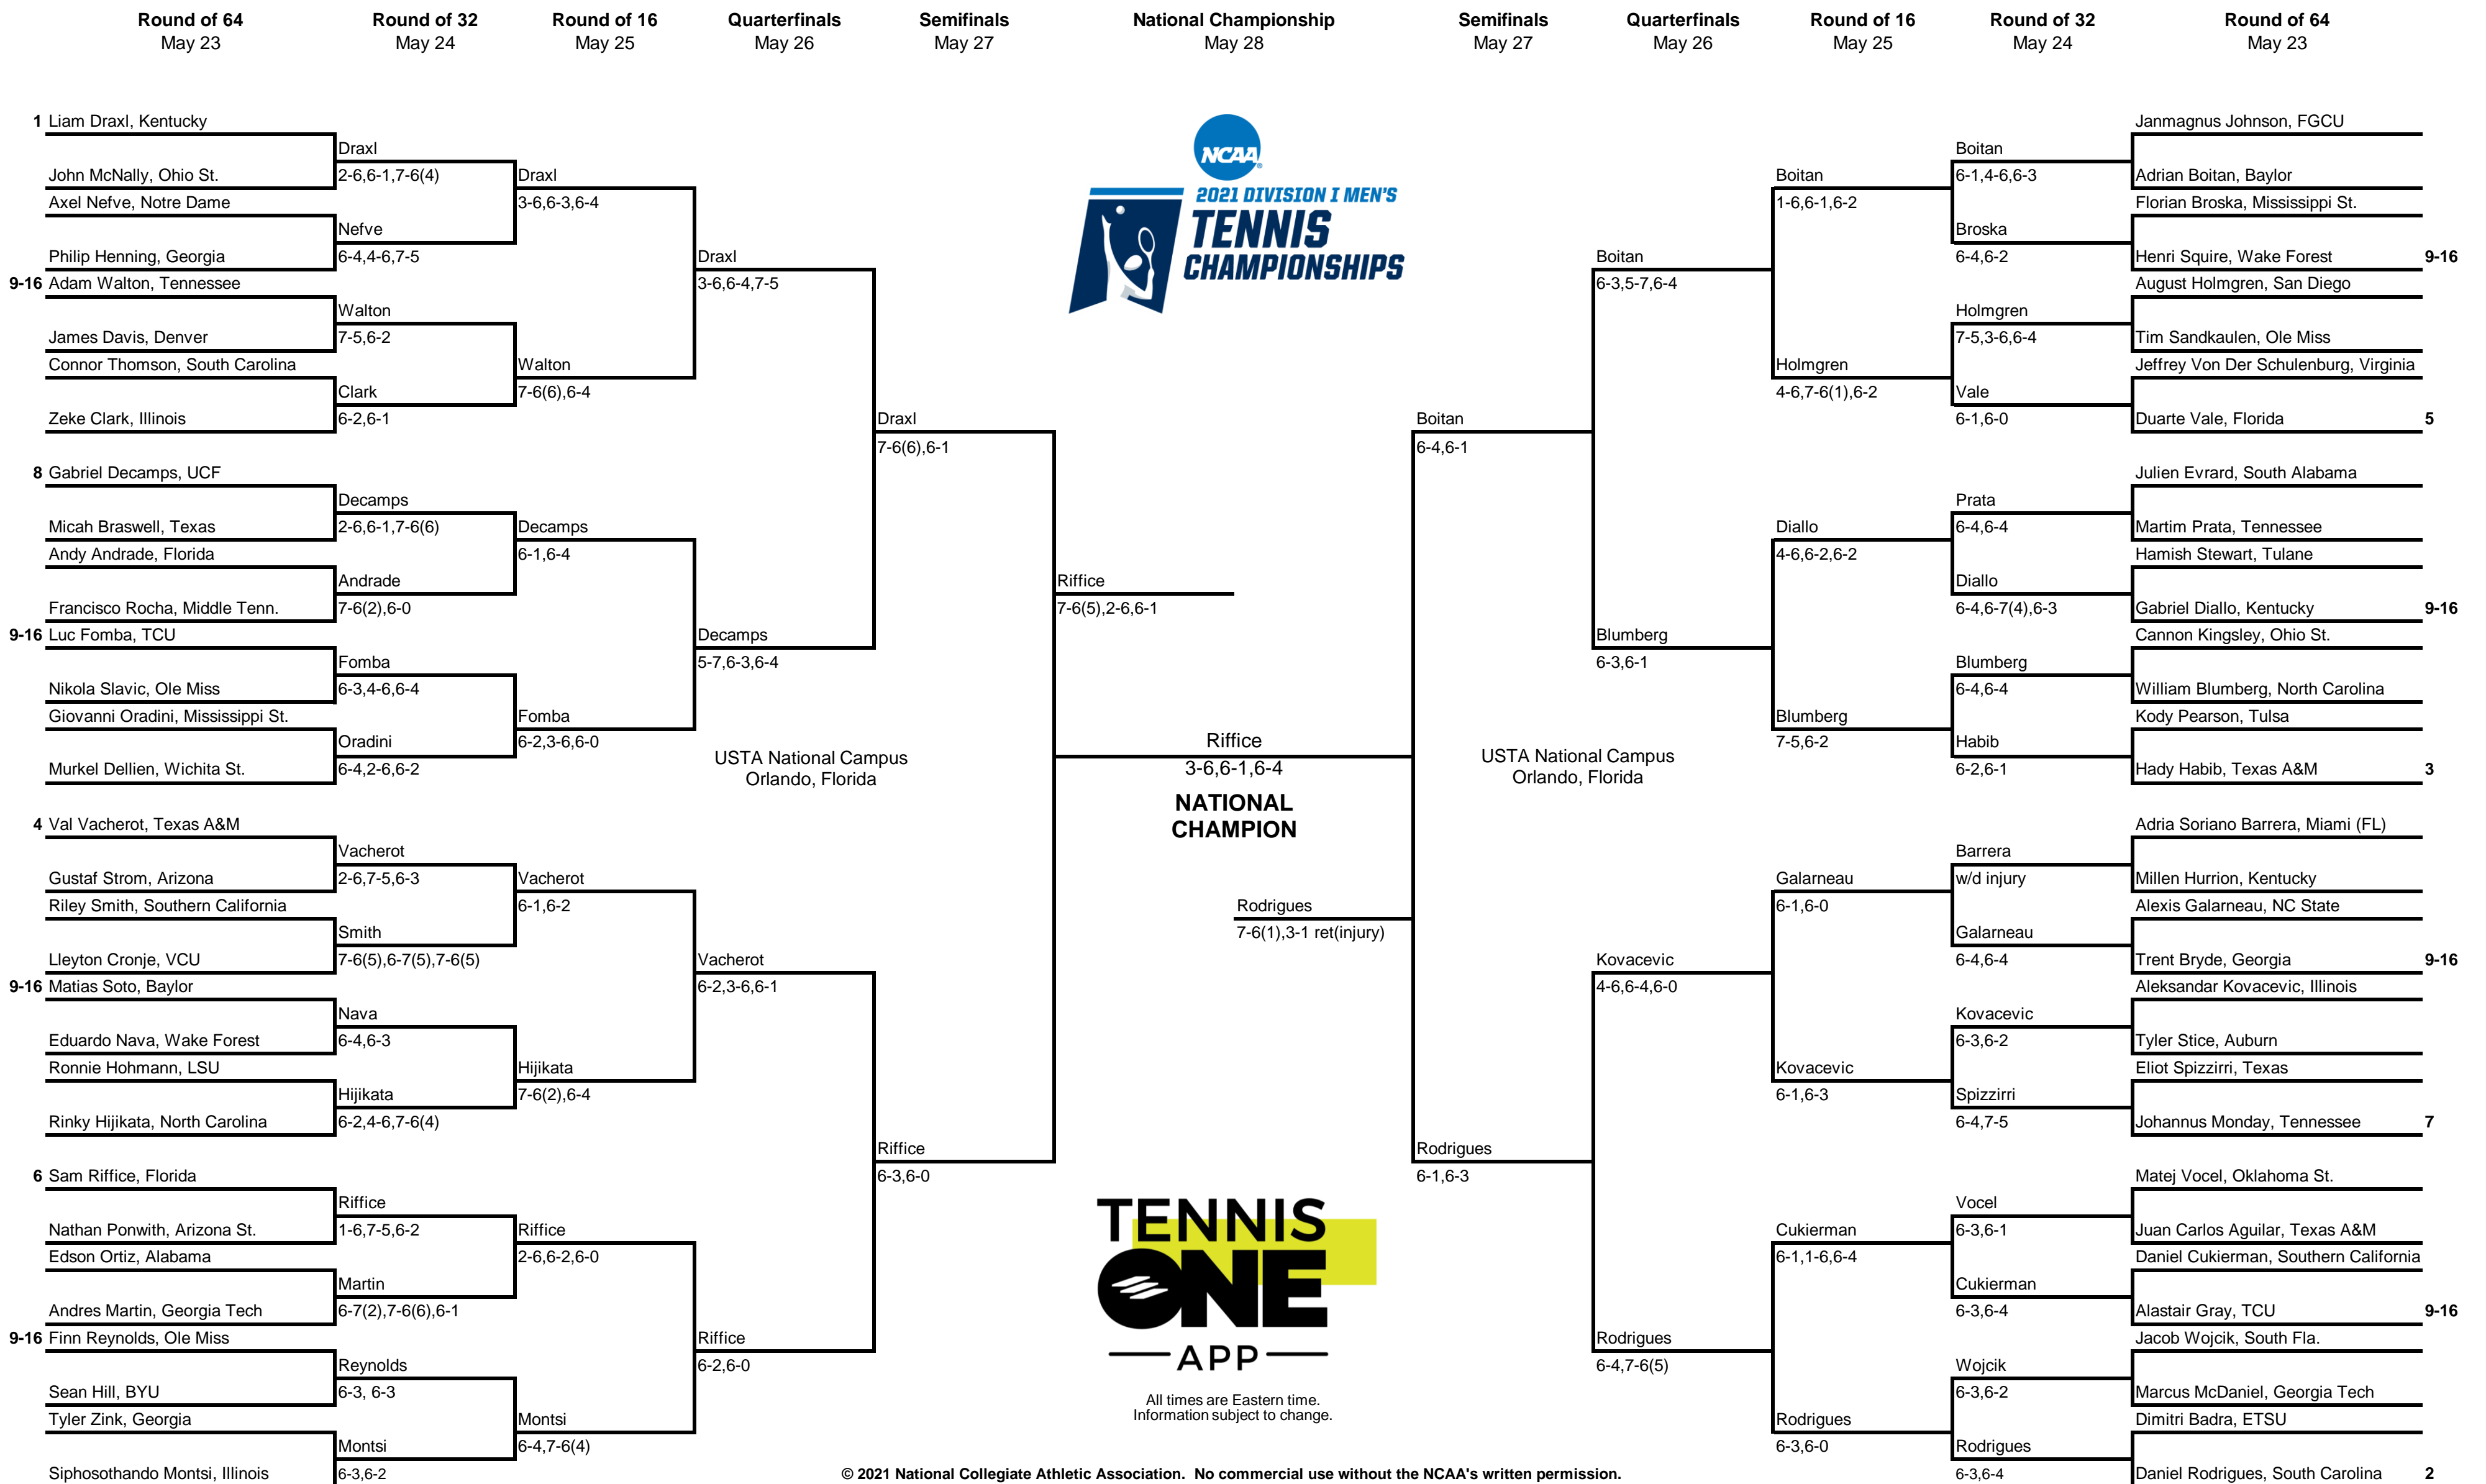 Round of 64 Round of 32 Round of 16 Quarterfinals Semifinals National Championship Semifinals Quarterfinals Round of 16 Round of 32 Round of 64
May 23 May 24 May 25 May 26 May 27 May 28 May 27 May 26 May 25 May 24 May 23
1 Liam Draxl, Kentucky
Draxl
John McNally, Ohio St.
2-6,6-1,7-6(4)
Draxl
Axel Nefve, Notre Dame
3-6,6-3,6-4
Nefve
Philip Henning, Georgia
6-4,4-6,7-5
Draxl
9-16 Adam Walton, Tennessee
3-6,6-4,7-5
Walton
James Davis, Denver
7-5,6-2
Connor Thomson, South Carolina
Walton
Clark
7-6(6),6-4
Zeke Clark, Illinois
6-2,6-1
Draxl
7-6(6),6-1
8 Gabriel Decamps, UCF
Decamps
Micah Braswell, Texas
2-6,6-1,7-6(6)
Decamps
Andy Andrade, Florida
6-1,6-4
Andrade
Francisco Rocha, Middle Tenn.
7-6(2),6-0
9-16 Luc Fomba, TCU
Decamps
5-7,6-3,6-4
Fomba
Nikola Slavic, Ole Miss
6-3,4-6,6-4
Giovanni Oradini, Mississippi St.
Fomba
Oradini
6-2,3-6,6-0
Murkel Dellien, Wichita St.
6-4,2-6,6-2
USTA National Campus
Orlando, Florida
4 Val Vacherot, Texas A&M
Vacherot
Gustaf Strom, Arizona
2-6,7-5,6-3
Vacherot
Riley Smith, Southern California
6-1,6-2
Smith
Lleyton Cronje, VCU
7-6(5),6-7(5),7-6(5)
Vacherot
9-16 Matias Soto, Baylor
6-2,3-6,6-1
Nava
Eduardo Nava, Wake Forest
6-4,6-3
Ronnie Hohmann, LSU
Hijikata
Hijikata
7-6(2),6-4
Rinky Hijikata, North Carolina
6-2,4-6,7-6(4)
Riffice
6-3,6-0
6 Sam Riffice, Florida
Riffice
Nathan Ponwith, Arizona St.
1-6,7-5,6-2
Riffice
Edson Ortiz, Alabama
2-6,6-2,6-0
Martin
Andres Martin, Georgia Tech
6-7(2),7-6(6),6-1
9-16 Finn Reynolds, Ole Miss
Riffice
6-2,6-0
Reynolds
Sean Hill, BYU
6-3, 6-3
Tyler Zink, Georgia
Montsi
Montsi
6-4,7-6(4)
Siphosothando Montsi, Illinois
6-3,6-2
NCAA
2021 DIVISION I MEN'S
TENNIS
CHAMPIONSHIPS
Riffice
7-6(5),2-6,6-1
Riffice
3-6,6-1,6-4
NATIONAL
CHAMPION
Rodrigues
7-6(1),3-1 ret(injury)
TENNIS
ONE
APP
All times are Eastern time.
Information subject to change.
Janmagnus Johnson, FGCU
Boitan
Adrian Boitan, Baylor
6-1,4-6,6-3
Boitan
Florian Broska, Mississippi St.
1-6,6-1,6-2
Broska
Henri Squire, Wake Forest 9-16
6-4,6-2
Boitan
August Holmgren, San Diego
6-3,5-7,6-4
Holmgren
Tim Sandkaulen, Ole Miss
7-5,3-6,6-4
Jeffrey Von Der Schulenburg, Virginia
Holmgren
Vale
4-6,7-6(1),6-2
Duarte Vale, Florida 5
6-1,6-0
Boitan
6-4,6-1
Julien Evrard, South Alabama
Prata
Martim Prata, Tennessee
6-4,6-4
Diallo
Hamish Stewart, Tulane
4-6,6-2,6-2
Diallo
Gabriel Diallo, Kentucky 9-16
6-4,6-7(4),6-3
Cannon Kingsley, Ohio St.
Blumberg
6-3,6-1
Blumberg
William Blumberg, North Carolina
6-4,6-4
Kody Pearson, Tulsa
Blumberg
Habib
7-5,6-2
Hady Habib, Texas A&M 3
6-2,6-1
USTA National Campus
Orlando, Florida
Adria Soriano Barrera, Miami (FL)
Barrera
Millen Hurrion, Kentucky
w/d injury
Galarneau
Alexis Galarneau, NC State
6-1,6-0
Galarneau
Trent Bryde, Georgia 9-16
6-4,6-4
Kovacevic
Aleksandar Kovacevic, Illinois
4-6,6-4,6-0
Kovacevic
Tyler Stice, Auburn
6-3,6-2
Eliot Spizzirri, Texas
Kovacevic
Spizzirri
6-1,6-3
Johannus Monday, Tennessee 7
6-4,7-5
Rodrigues
6-1,6-3
Matej Vocel, Oklahoma St.
Vocel
Juan Carlos Aguilar, Texas A&M
6-3,6-1
Cukierman
Daniel Cukierman, Southern California
6-1,1-6,6-4
Cukierman
Alastair Gray, TCU 9-16
6-3,6-4
Jacob Wojcik, South Fla.
Rodrigues
6-4,7-6(5)
Wojcik
Marcus McDaniel, Georgia Tech
6-3,6-2
Dimitri Badra, ETSU
Rodrigues
Rodrigues
6-3,6-0
Daniel Rodrigues, South Carolina 2
6-3,6-4
© 2021 National Collegiate Athletic Association. No commercial use without the NCAA's written permission.